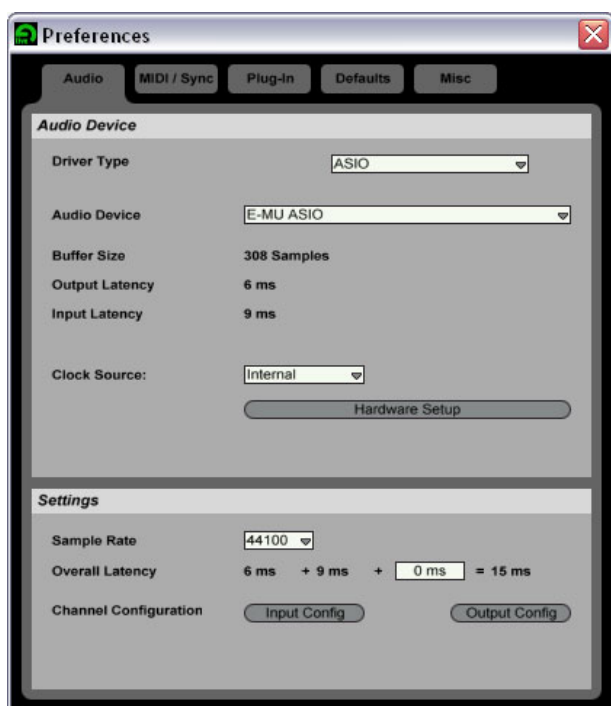 Preferences
Audio MIDI / Sync Plug-In Defaults Misc
Audio Device
Driver Type ASIO
Audio Device E-MU ASIO
Buffer Size 308 Samples
Output Latency 6 ms
Input Latency 9 ms
Clock Source: Internal
Hardware Setup
Settings
Sample Rate 44100
Overall Latency 6 ms + 9 ms + 0 ms = 15 ms
Channel Configuration Input Config Output Config